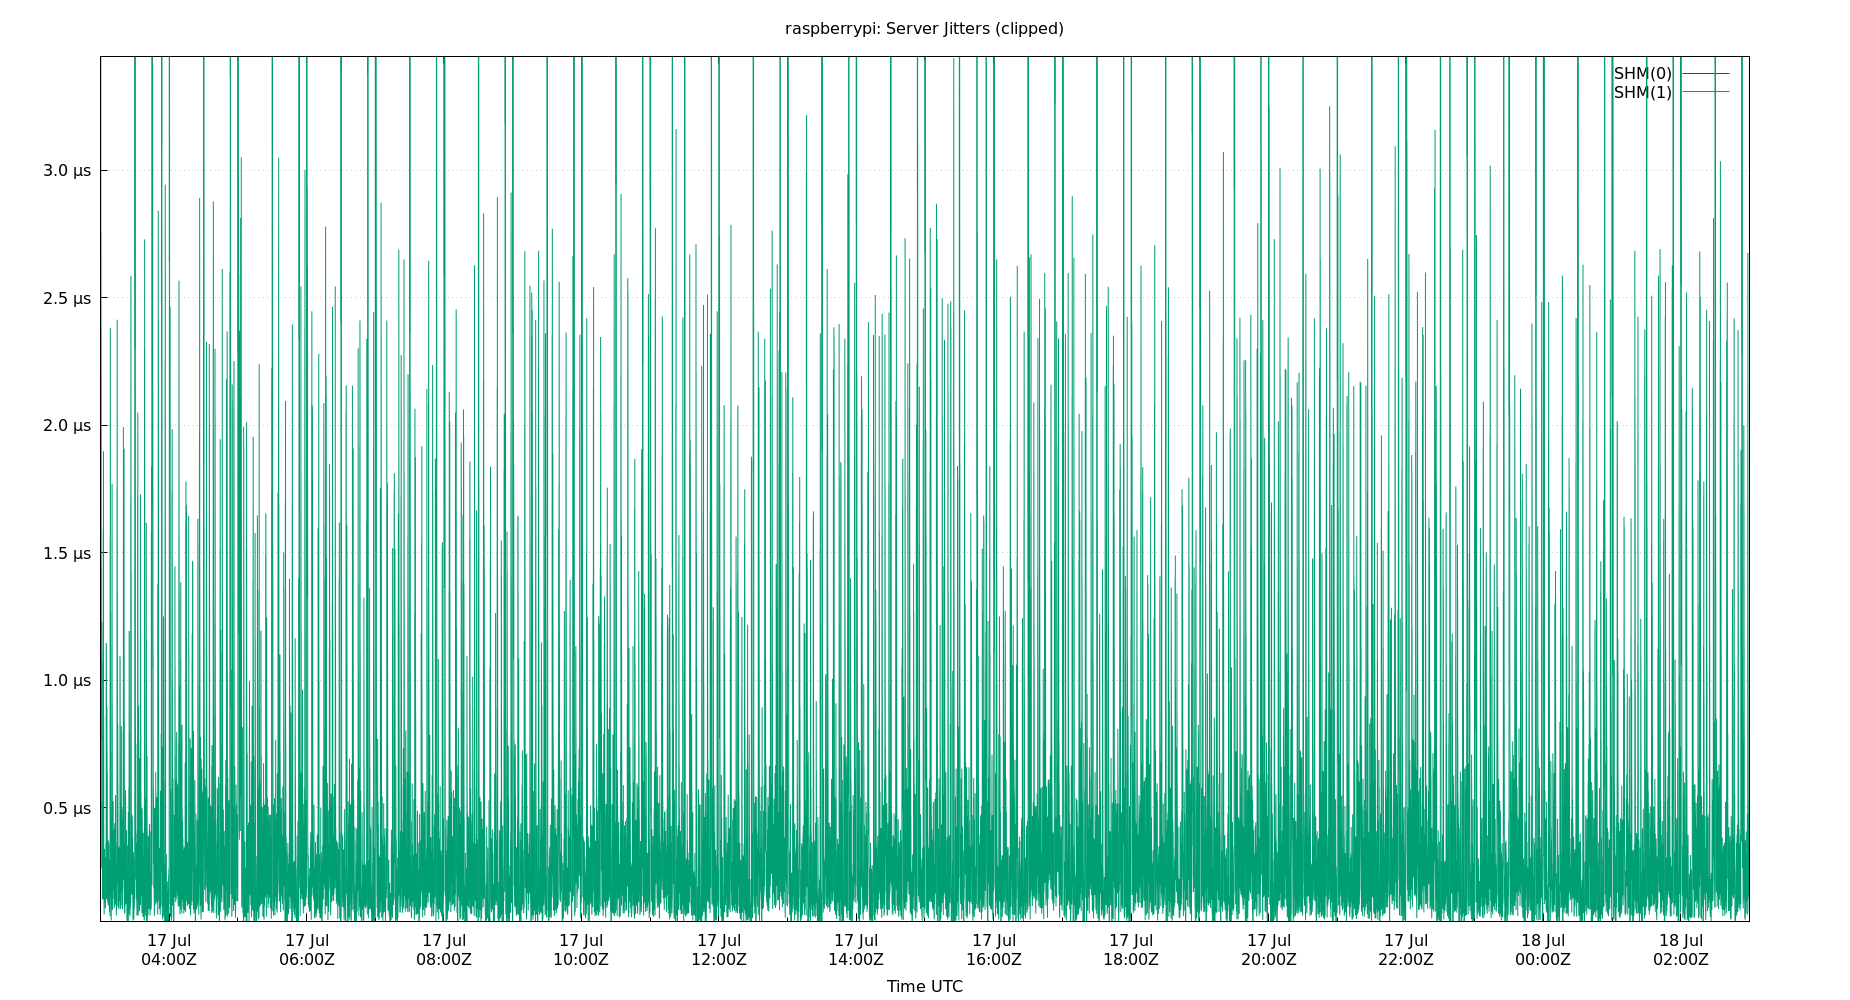 raspberrypi: Server Jitters (clipped)
SHM(0)
SHM(1)
3.0 µs
2.5 µs
2.0 µs
1.5 µs
1.0 µs
0.5 µs
17 Jul 17 Jul 17 Jul 17 Jul 17 Jul 17 Jul 17 Jul 17 Jul 17 Jul 17 Jul 18 Jul 18 Jul
04:00Z 06:00Z 08:00Z 10:00Z 12:00Z 14:00Z 16:00Z 18:00Z 20:00Z 22:00Z 00:00Z 02:00Z
Time UTC